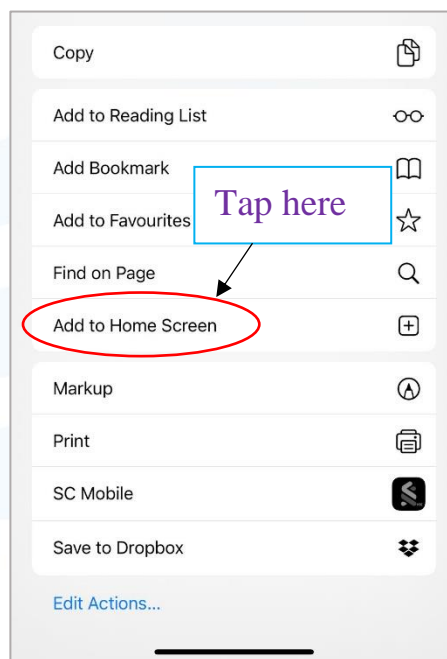 Copy
Add to Reading List
Add Bookmark
Tap here
Add to Favourites
Find on Page
Add to Home Screen
Markup
Print
SC Mobile
Save to Dropbox
Edit Actions...